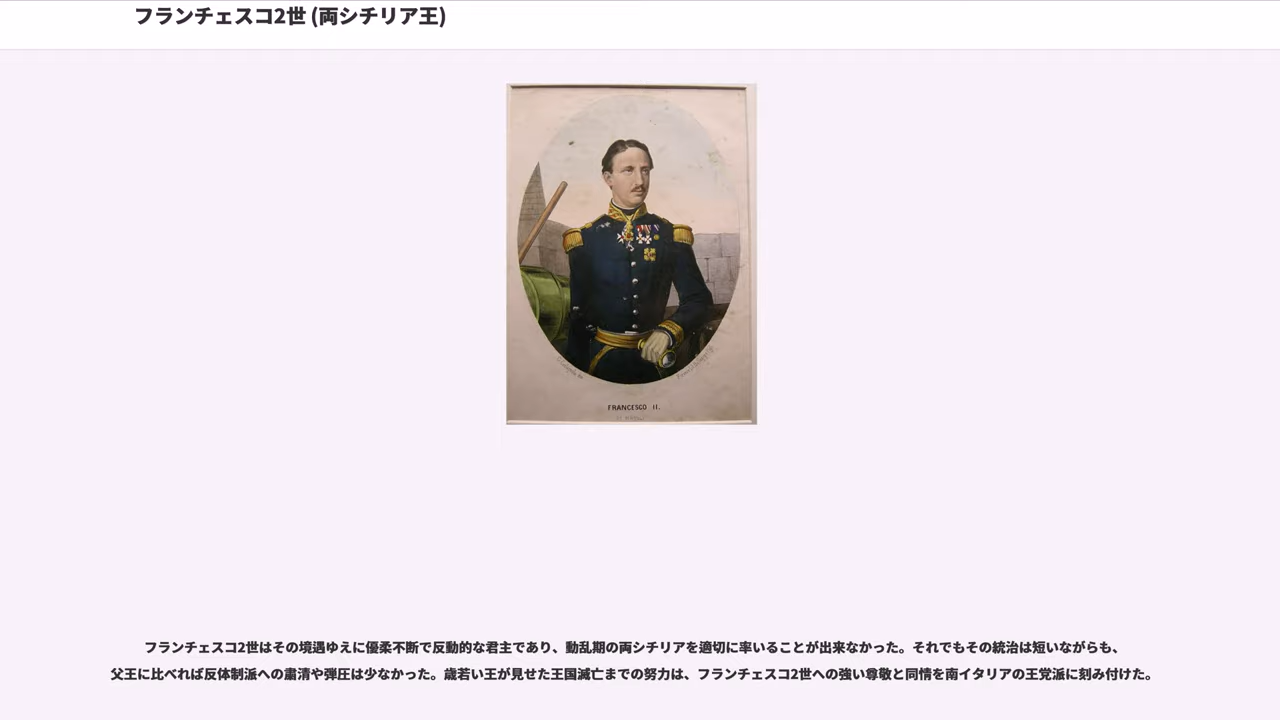 フランチェスコ2世 (両シチリア王)
FRANCESCO II.
フランチェスコ2世はその境遇ゆえに優柔不断で反動的な君主であり、動乱期の両シチリアを適切に率いることが出来なかった。それでもその統治は短いながらも、
父王に比べれば反体制派への粛清や弾圧は少なかった。歳若い王が見せた王国滅亡までの努力は、フランチェスコ2世への強い尊敬と同情を南イタリアの王党派に刻み付けた。